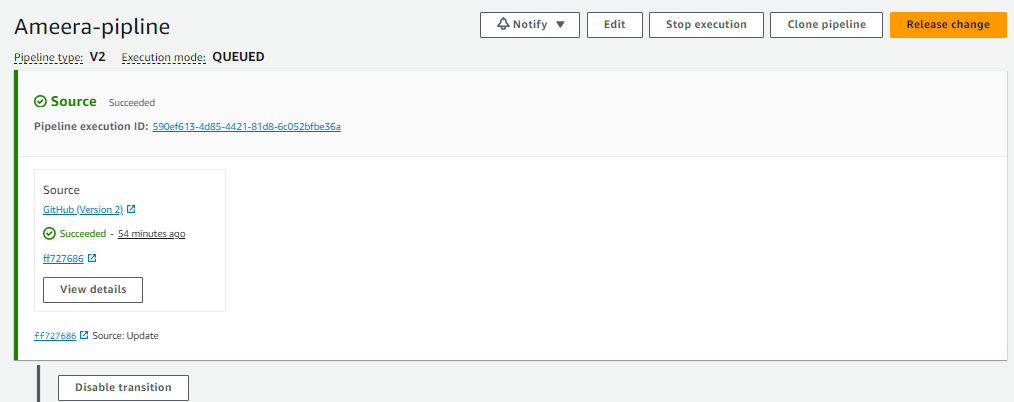 Ameera-pipline
Notify ▼ Edit Stop execution Clone pipeline Release change
Pipeline type: V2 Execution mode: QUEUED
Source Succeeded
Pipeline execution ID: 590ef613-4d85-4421-81d8-6c052bfbe36a
Source
GitHub (Version 2)
Succeeded - 54 minutes ago
ff727686
View details
ff727686 Source: Update
Disable transition